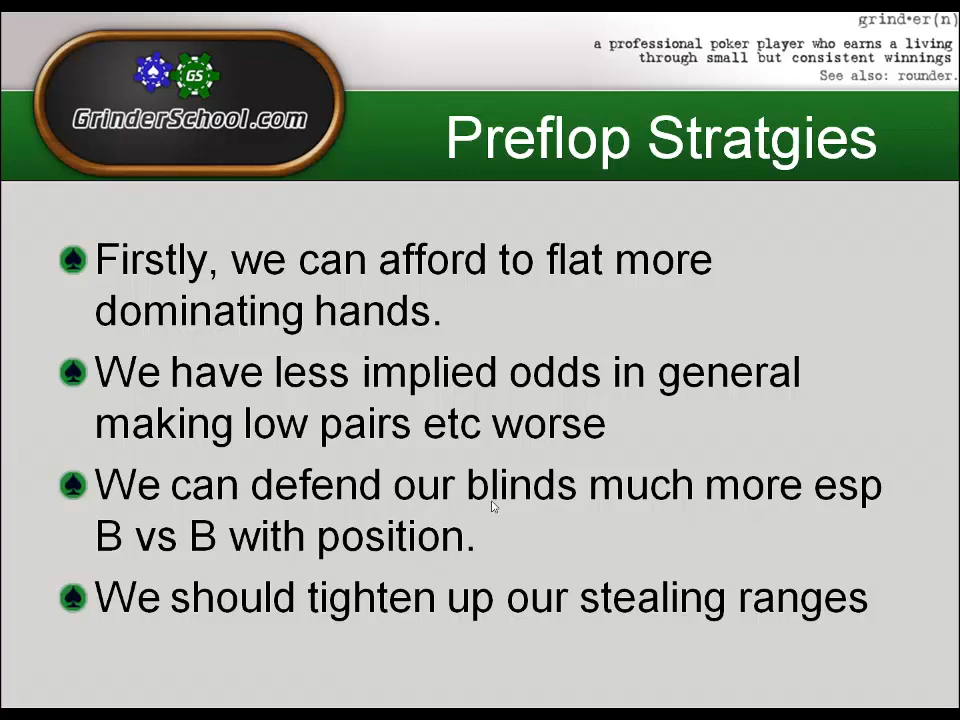 grind•er(n)
a professional poker player who earns a living
through small but consistent winnings
See also: rounder.
GS
GrinderSchool.com
Preflop Stratgies
Firstly, we can afford to flat more
dominating hands.
We have less implied odds in general
making low pairs etc worse
We can defend our blinds much more esp
B vs B with position.
We should tighten up our stealing ranges